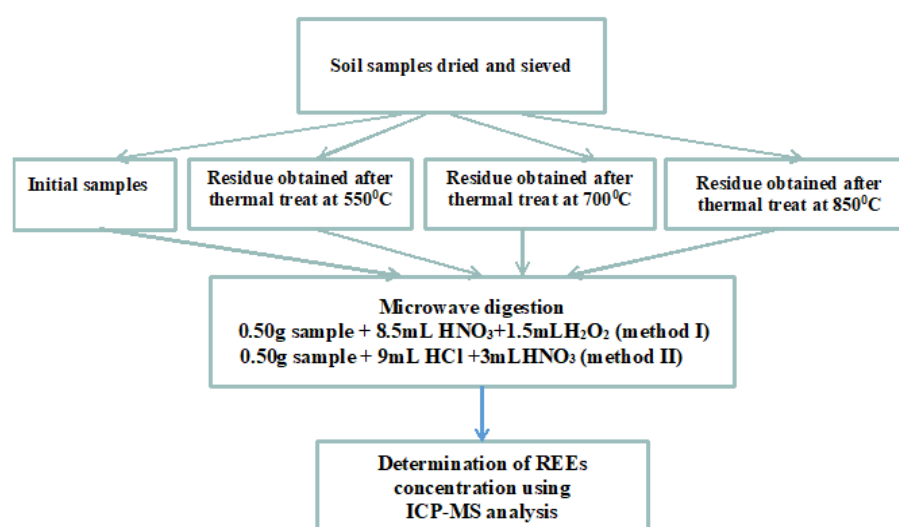 Soil samples dried and sieved
Initial samples
Residue obtained after
thermal treat at 550⁰C
Residue obtained after
thermal treat at 700⁰C
Residue obtained after
thermal treat at 850⁰C
Microwave digestion
0.50g sample + 8.5mL HNO₃+1.5mLH₂O₂ (method I)
0.50g sample + 9mL HCl +3mLHNO₃ (method II)
Determination of REEs
concentration using
ICP-MS analysis